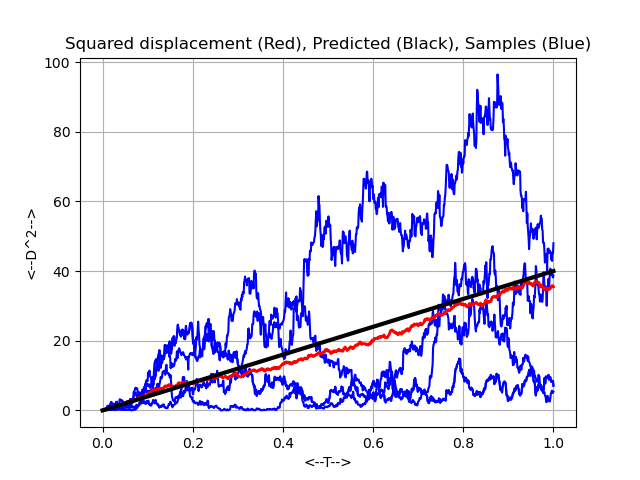 Squared displacement (Red), Predicted (Black), Samples (Blue)
100
80
60
40
20
0
<--D^2-->
0.0 0.2 0.4 0.6 0.8 1.0
<--T-->